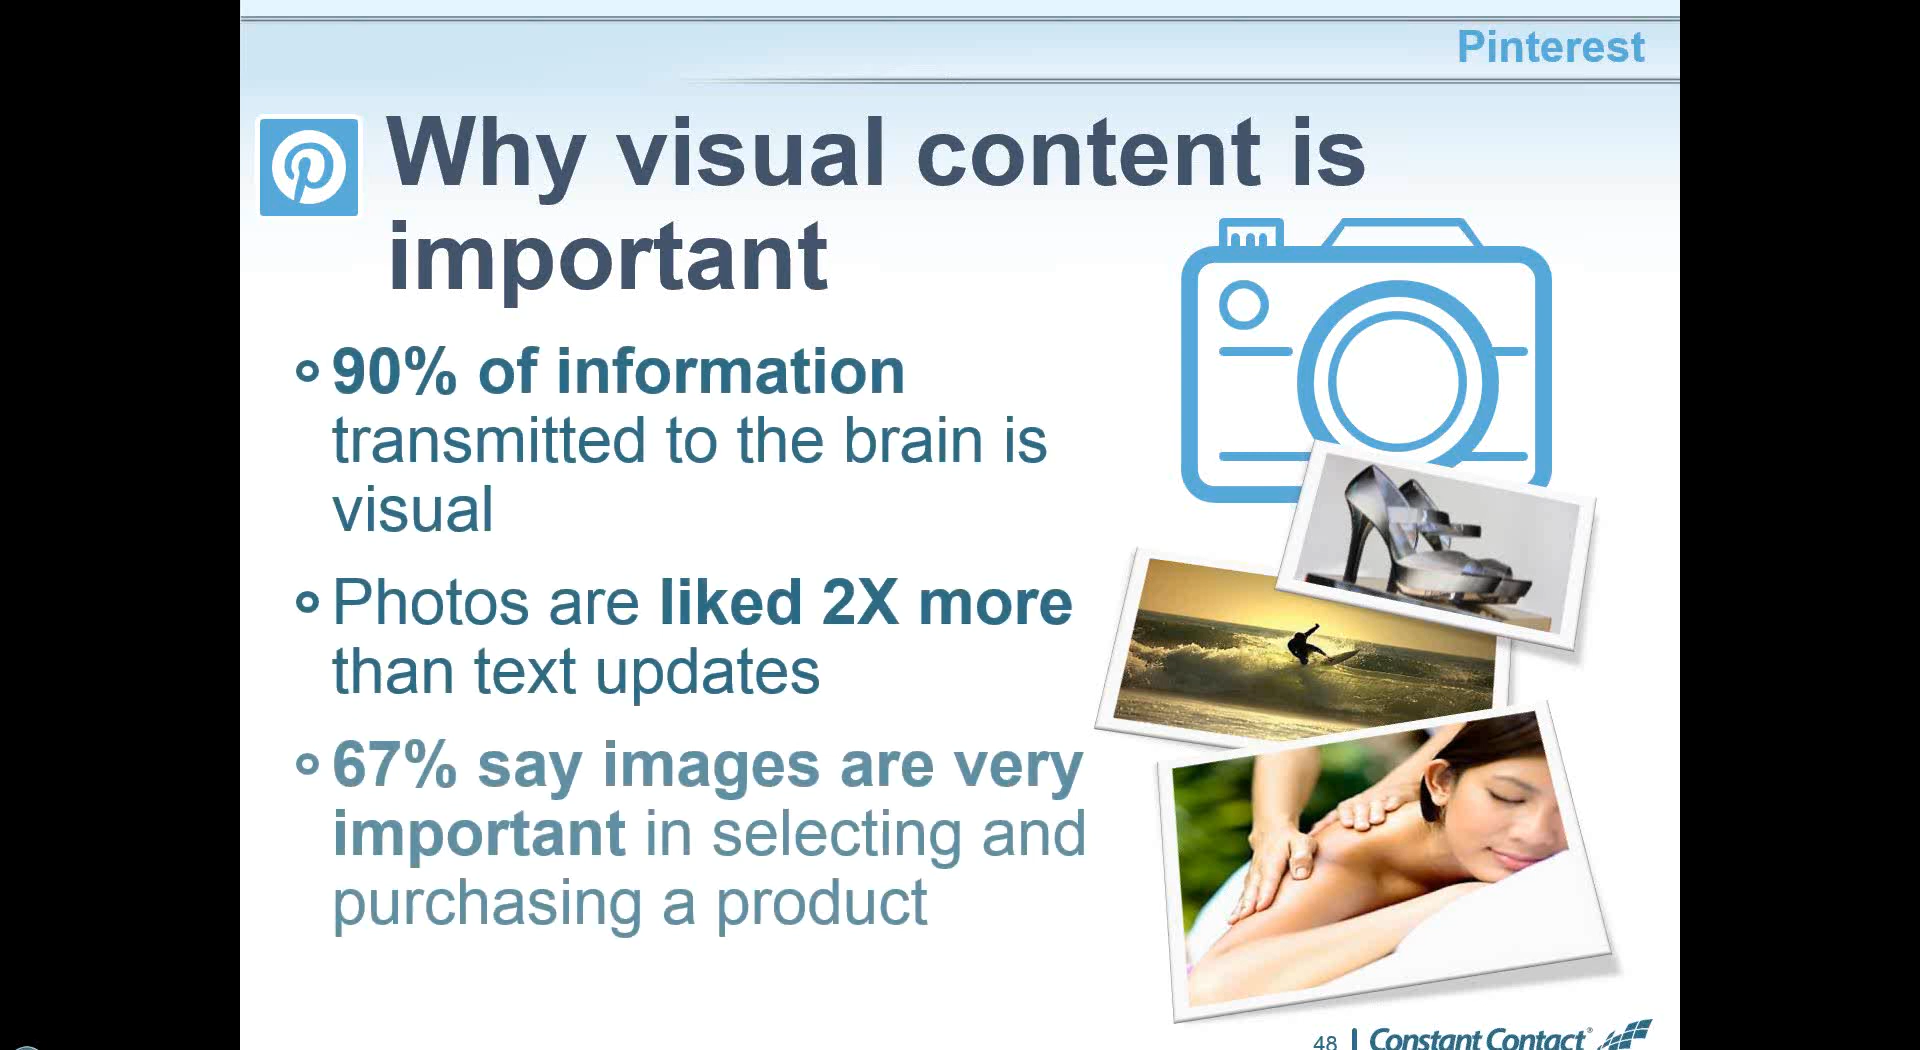 Pinterest
Why visual content is
important
90% of information
transmitted to the brain is
visual
Photos are liked 2X more
than text updates
67% say images are very
important in selecting and
purchasing a product
48 | Constant Contact®